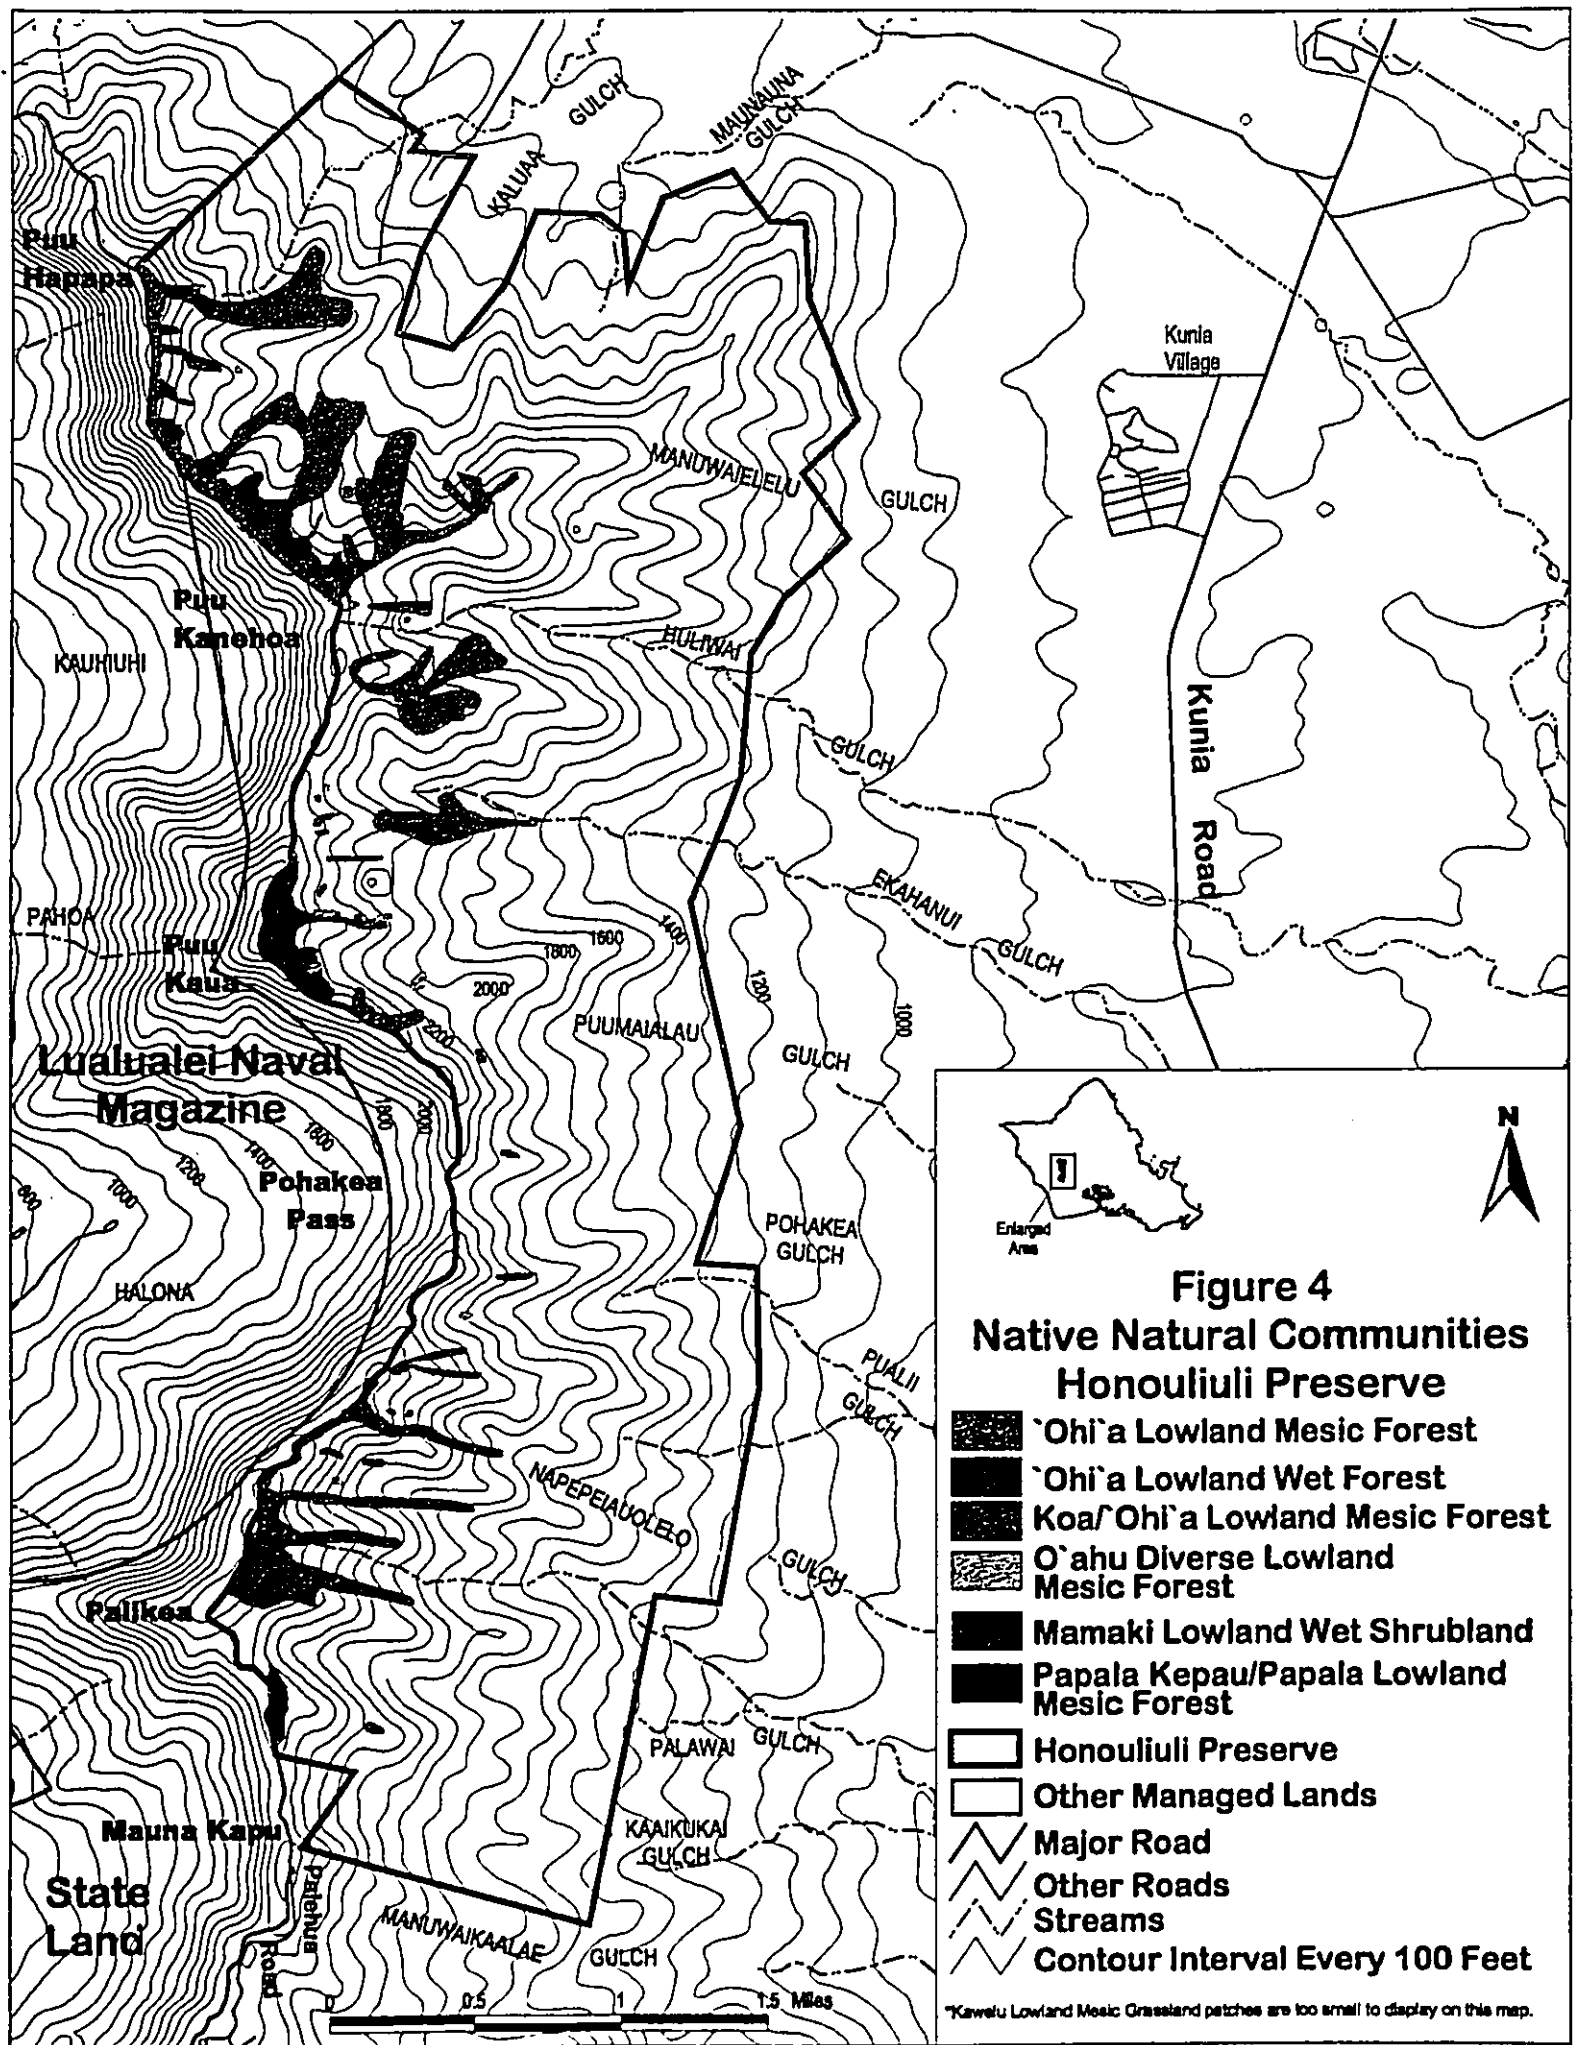 GULCH
MAUNAUNA
GULCH
KALUAA
Puu
Hapapa
Kunia
Village
MANUWAIELELU
GULCH
Puu
Kanehoa
HULIWAI
KAUHIUHI
Kunia Road
GULCH
EKAHANUI
GULCH
PAHOA
Puu
Kaua
1800
1600
1400
2000
1200
1000
2200
PUUMAIALAU
GULCH
Lualualei Naval
Magazine
1800
2000
1600
1400
1200
1000
800
Pohakea
Pass
POHAKEA
GULCH
HALONA
PUALII
GULCH
NAPEPEIAUOLELO
GULCH
Palikea
PALAWAI GULCH
Mauna Kapu
KAAIKUKAI
GULCH
State
Land
Palehua
Road
MANUWAIKAALAE
GULCH
0 0.5 1 1.5 Miles
N
Enlarged
Area
Figure 4
Native Natural Communities
Honouliuli Preserve
`Ohi`a Lowland Mesic Forest
`Ohi`a Lowland Wet Forest
Koa/`Ohi`a Lowland Mesic Forest
O`ahu Diverse Lowland
Mesic Forest
Mamaki Lowland Wet Shrubland
Papala Kepau/Papala Lowland
Mesic Forest
Honouliuli Preserve
Other Managed Lands
Major Road
Other Roads
Streams
Contour Interval Every 100 Feet
*Kawelu Lowland Mesic Grassland patches are too small to display on this map.